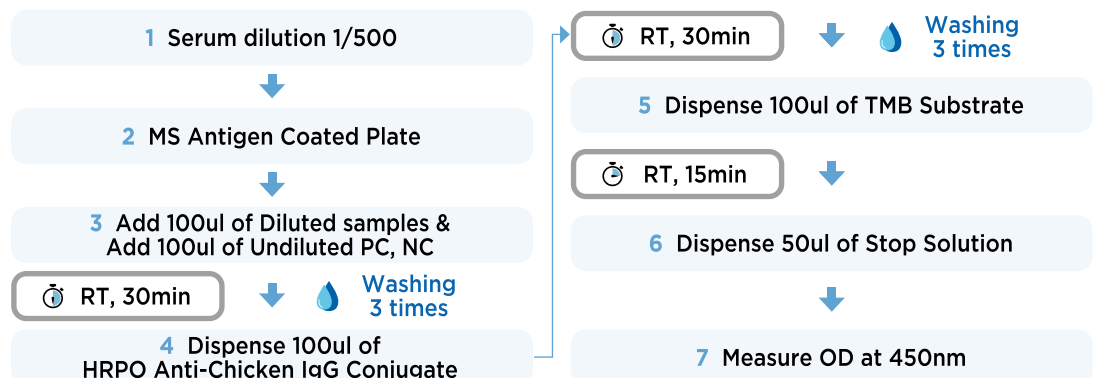 1 Serum dilution 1/500
2 MS Antigen Coated Plate
3 Add 100ul of Diluted samples &
Add 100ul of Undiluted PC, NC
RT, 30min
Washing
3 times
4 Dispense 100ul of
HRPO Anti-Chicken IgG Conjugate
RT, 30min
Washing
3 times
5 Dispense 100ul of TMB Substrate
RT, 15min
6 Dispense 50ul of Stop Solution
7 Measure OD at 450nm